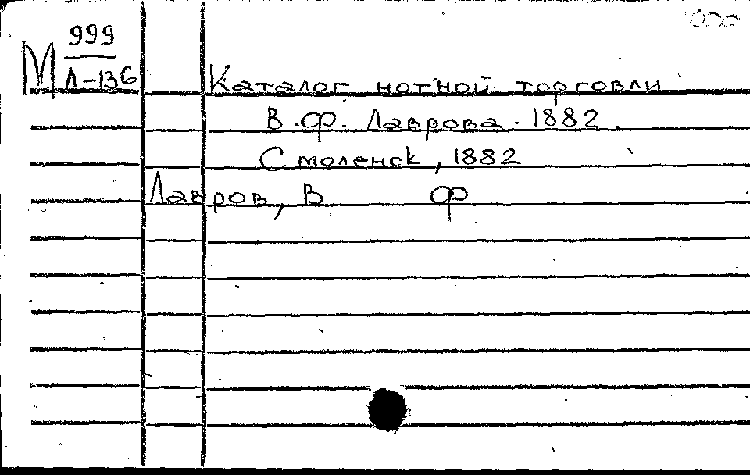 М 999
Л-136
Каталог нотной торговли
В.Ф. Лаврова. 1882.
Смоленск, 1882
Лавров, В Ф